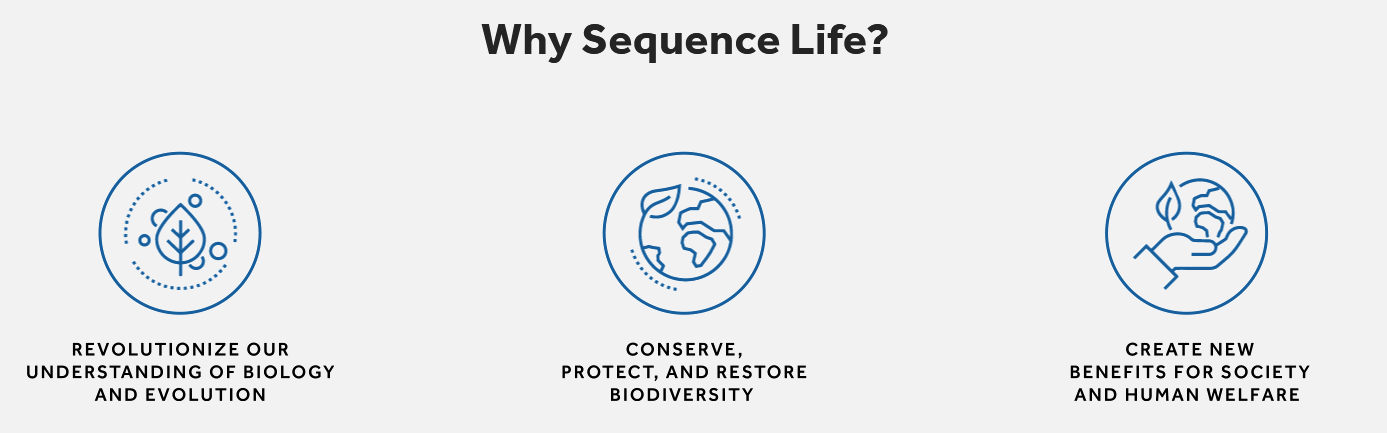 Why Sequence Life?
REVOLUTIONIZE OUR
UNDERSTANDING OF BIOLOGY
AND EVOLUTION
CONSERVE,
PROTECT, AND RESTORE
BIODIVERSITY
CREATE NEW
BENEFITS FOR SOCIETY
AND HUMAN WELFARE